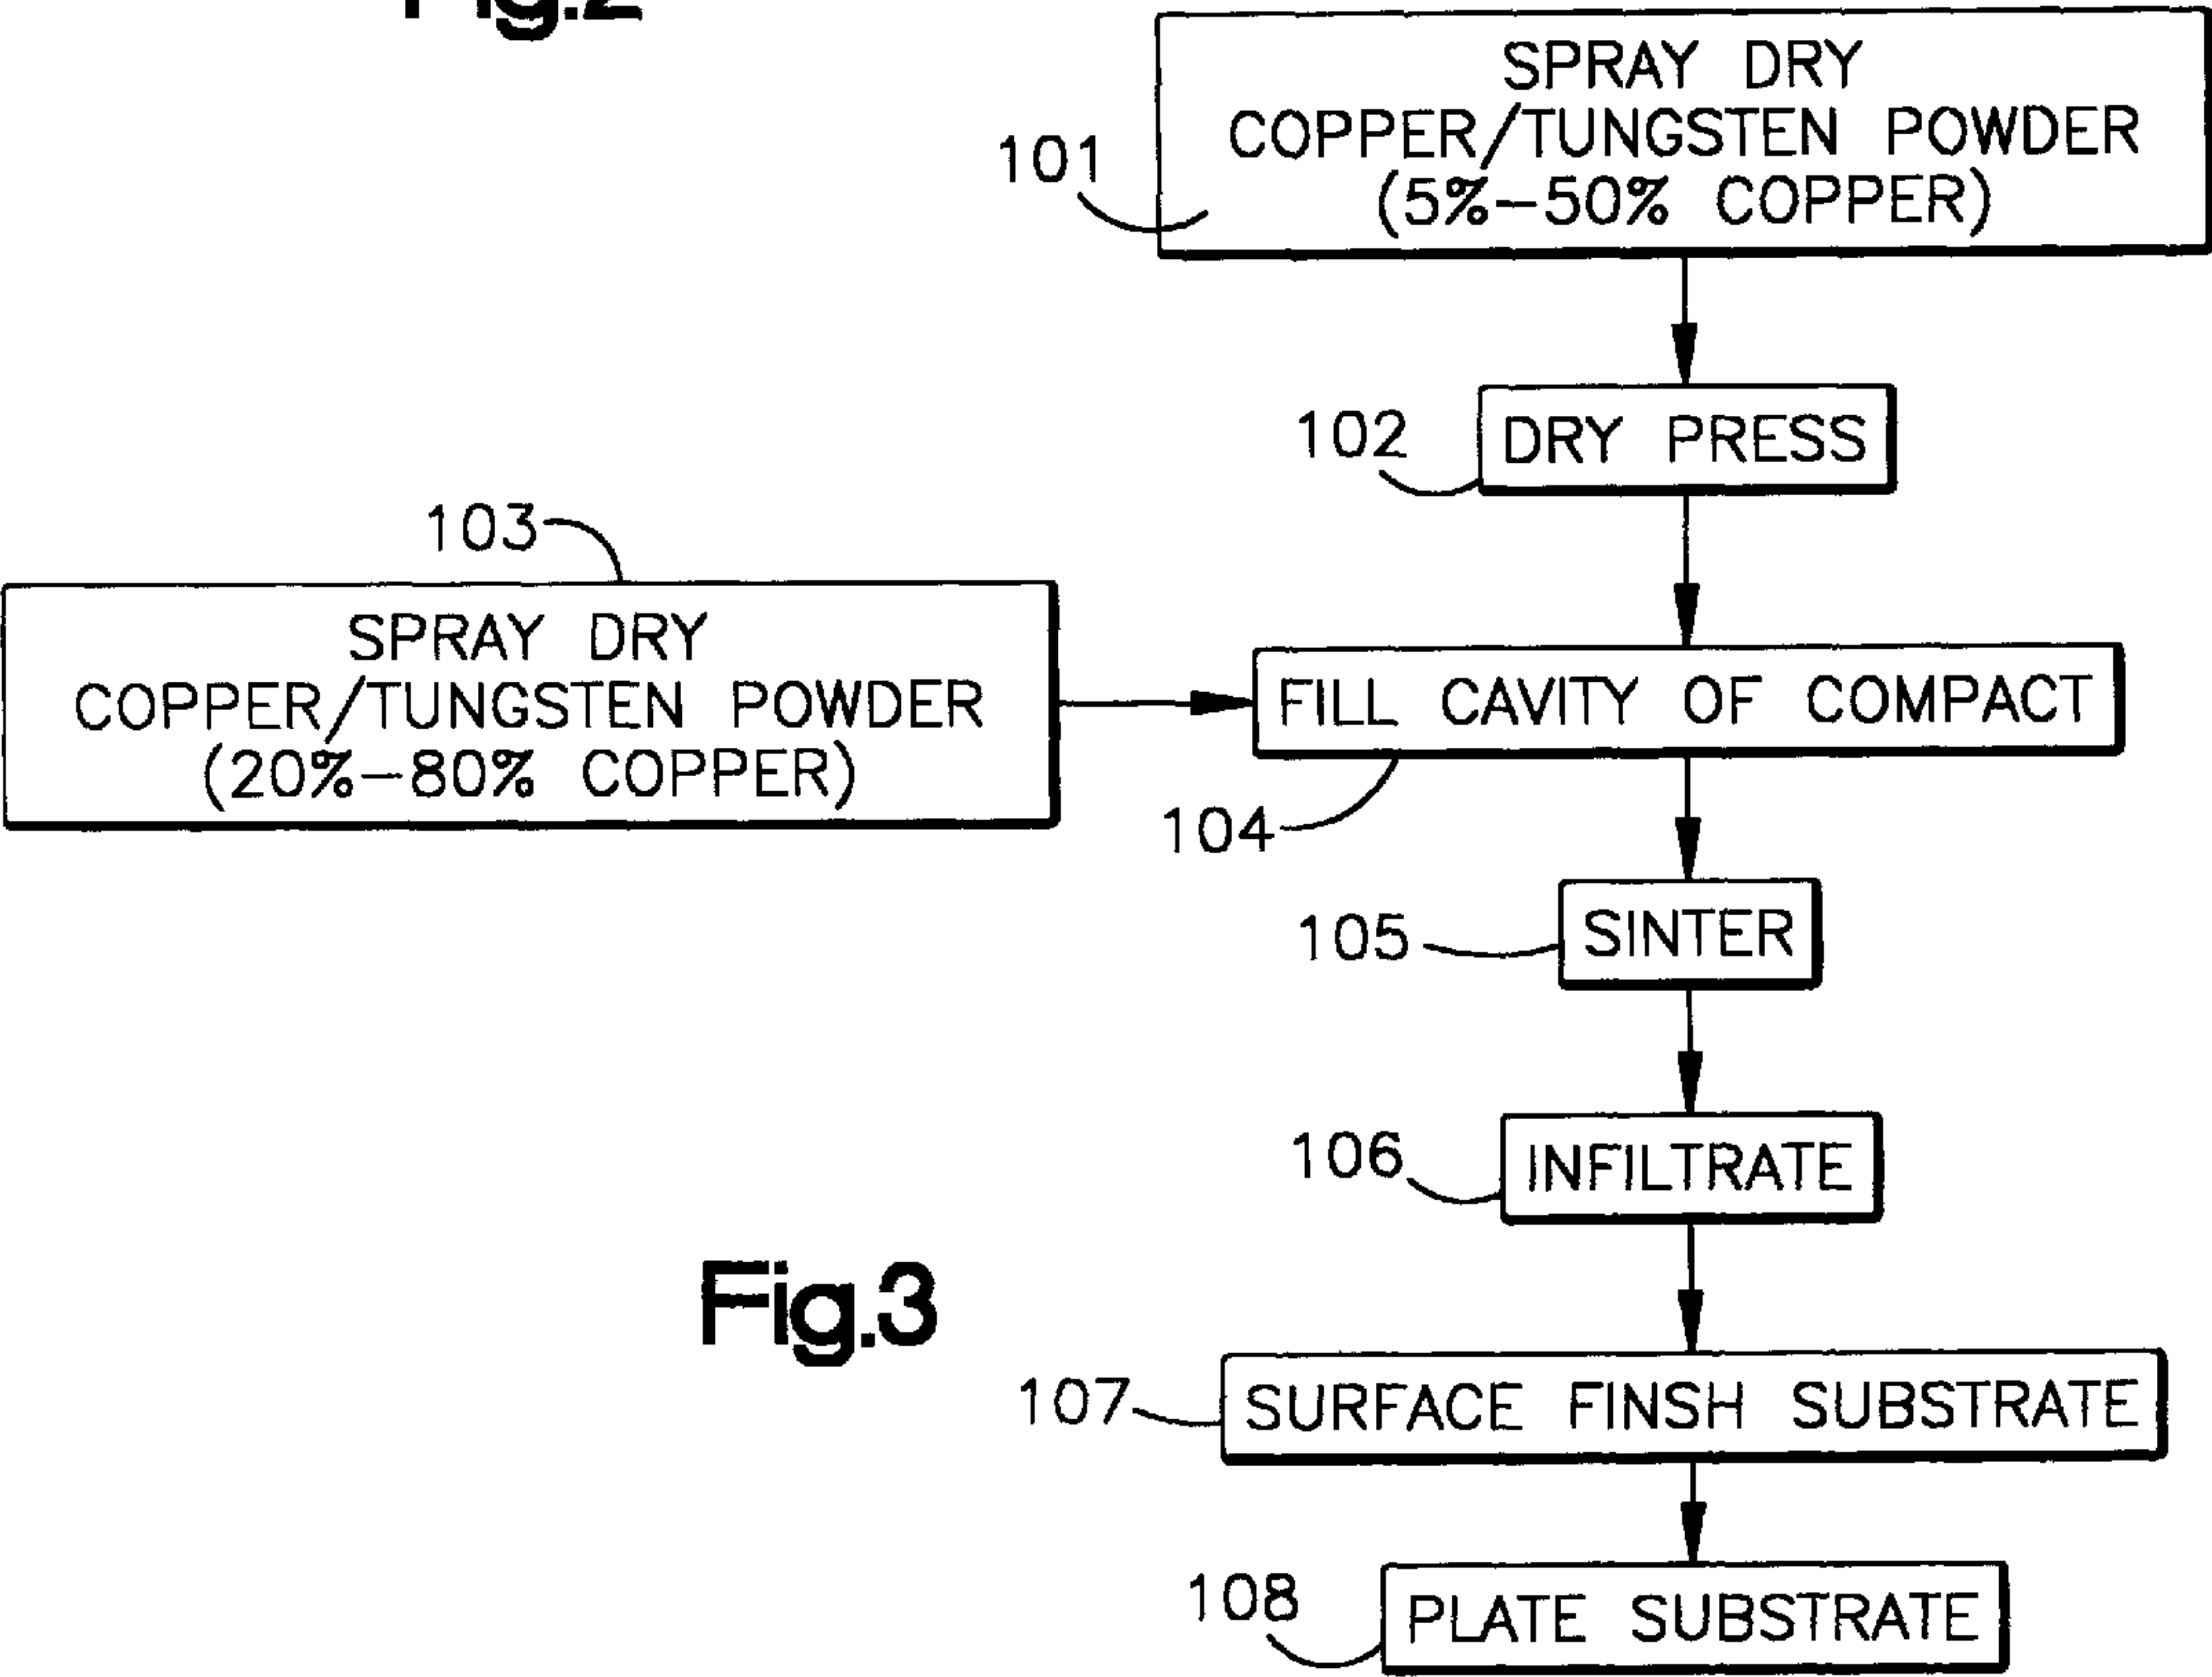 Fig.2
SPRAY DRY
COPPER/TUNGSTEN POWDER
(5%-50% COPPER)
101
DRY PRESS
102
103
SPRAY DRY
COPPER/TUNGSTEN POWDER
(20%-80% COPPER)
FILL CAVITY OF COMPACT
104
SINTER
105
INFILTRATE
106
Fig.3
SURFACE FINSH SUBSTRATE
107
PLATE SUBSTRATE
108